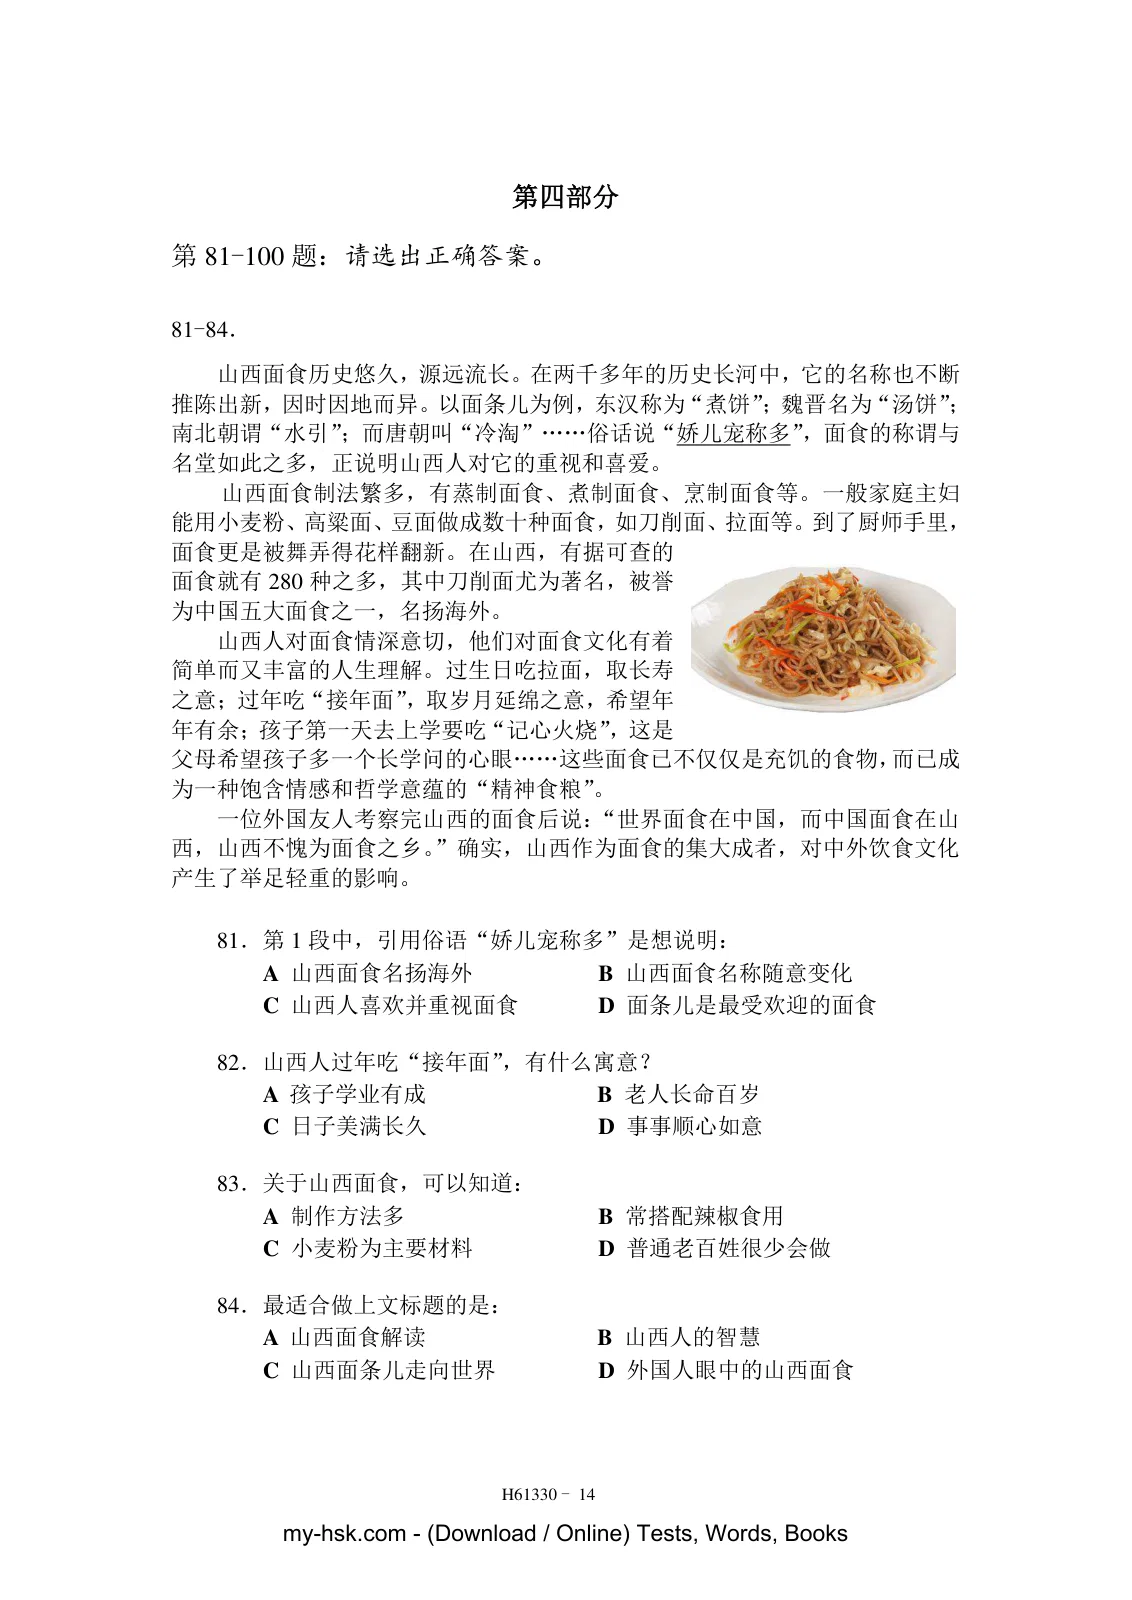 第四部分
第 81-100 题：请选出正确答案。
81-84.
山西面食历史悠久，源远流长。在两千多年的历史长河中，它的名称也不断
推陈出新，因时因地而异。以面条儿为例，东汉称为“煮饼”；魏晋名为“汤饼”；
南北朝谓“水引”；而唐朝叫“冷淘”……俗话说“娇儿宠称多”，面食的称谓与
名堂如此之多，正说明山西人对它的重视和喜爱。
山西面食制法繁多，有蒸制面食、煮制面食、烹制面食等。一般家庭主妇
能用小麦粉、高粱面、豆面做成数十种面食，如刀削面、拉面等。到了厨师手里，
面食更是被舞弄得花样翻新。在山西，有据可查的
面食就有 280 种之多，其中刀削面尤为著名，被誉
为中国五大面食之一，名扬海外。
山西人对面食情深意切，他们对面食文化有着
简单而又丰富的人生理解。过生日吃拉面，取长寿
之意；过年吃“接年面”，取岁月延绵之意，希望年
年有余；孩子第一天去上学要吃“记心火烧”，这是
父母希望孩子多一个长学问的心眼……这些面食已不仅仅是充饥的食物，而已成
为一种饱含情感和哲学意蕴的“精神食粮”。
一位外国友人考察完山西的面食后说：“世界面食在中国，而中国面食在山
西，山西不愧为面食之乡。”确实，山西作为面食的集大成者，对中外饮食文化
产生了举足轻重的影响。
81．第 1 段中，引用俗语“娇儿宠称多”是想说明：
A 山西面食名扬海外 B 山西面食名称随意变化
C 山西人喜欢并重视面食 D 面条儿是最受欢迎的面食
82．山西人过年吃“接年面”，有什么寓意？
A 孩子学业有成 B 老人长命百岁
C 日子美满长久 D 事事顺心如意
83．关于山西面食，可以知道：
A 制作方法多 B 常搭配辣椒食用
C 小麦粉为主要材料 D 普通老百姓很少会做
84．最适合做上文标题的是：
A 山西面食解读 B 山西人的智慧
C 山西面条儿走向世界 D 外国人眼中的山西面食
H61330 - 14
my-hsk.com - (Download / Online) Tests, Words, Books